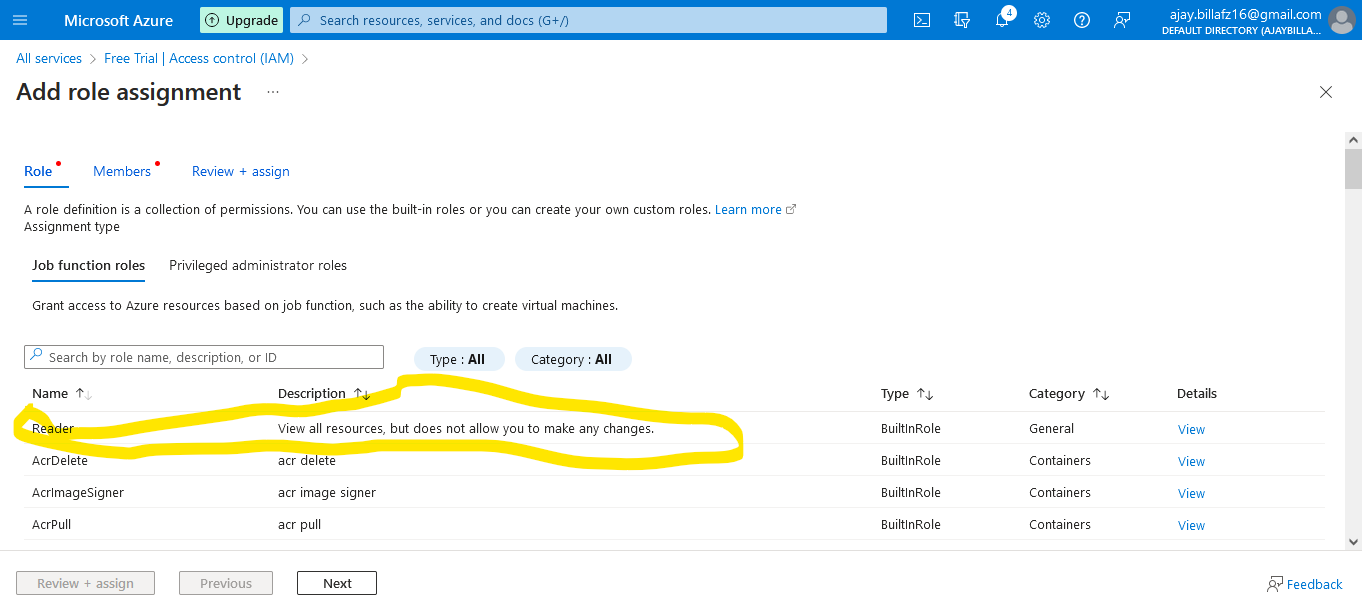 Microsoft Azure Upgrade Search resources, services, and docs (G+/) 4 ajay.billafz16@gmail.com
DEFAULT DIRECTORY (AJAYBILLA...
All services > Free Trial | Access control (IAM) >
Add role assignment ...
Role Members Review + assign
A role definition is a collection of permissions. You can use the built-in roles or you can create your own custom roles. Learn more
Assignment type
Job function roles Privileged administrator roles
Grant access to Azure resources based on job function, such as the ability to create virtual machines.
Search by role name, description, or ID Type : All Category : All
Name ↑↓ Description ↑↓ Type ↑↓ Category ↑↓ Details
Reader View all resources, but does not allow you to make any changes. BuiltInRole General View
AcrDelete acr delete BuiltInRole Containers View
AcrImageSigner acr image signer BuiltInRole Containers View
AcrPull acr pull BuiltInRole Containers View
Review + assign Previous Next Feedback